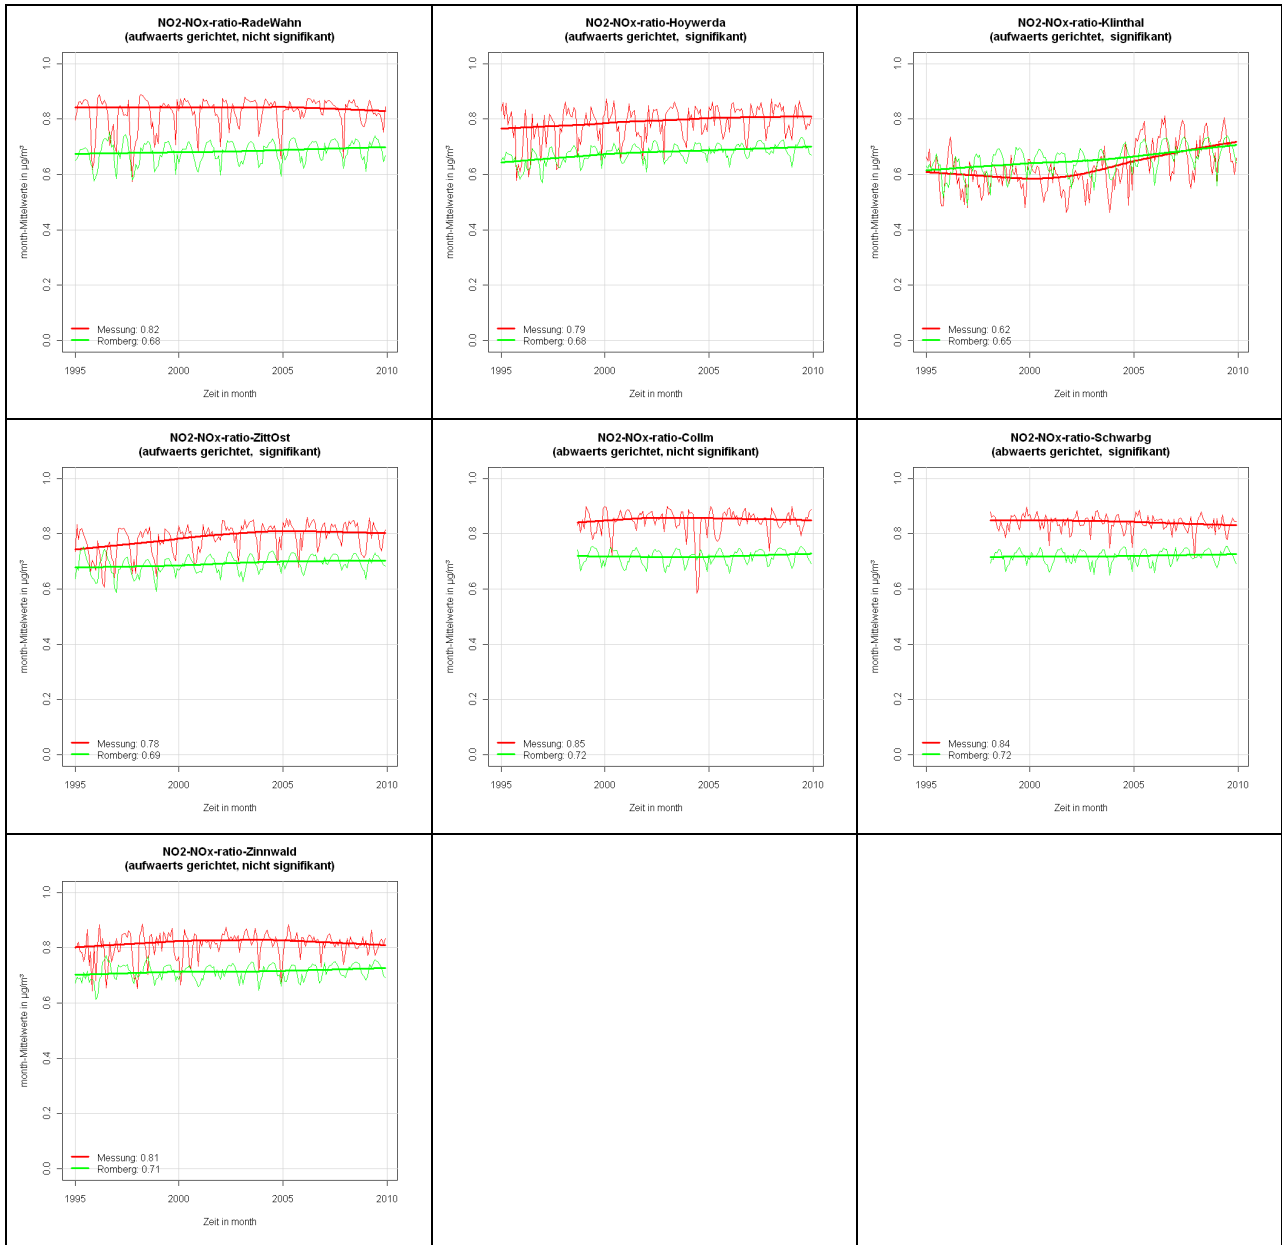 NO2-NOx-ratio-RadeWahn
(aufwaerts gerichtet, nicht signifikant)
month-Mittelwerte in µg/m³
1.0
0.8
0.6
0.4
0.2
0.0
Messung: 0.82
Romberg: 0.68
1995 2000 2005 2010
Zeit in month
NO2-NOx-ratio-Hoywerda
(aufwaerts gerichtet, signifikant)
month-Mittelwerte in µg/m³
1.0
0.8
0.6
0.4
0.2
0.0
Messung: 0.79
Romberg: 0.68
1995 2000 2005 2010
Zeit in month
NO2-NOx-ratio-Klinthal
(aufwaerts gerichtet, signifikant)
month-Mittelwerte in µg/m³
1.0
0.8
0.6
0.4
0.2
0.0
Messung: 0.62
Romberg: 0.65
1995 2000 2005 2010
Zeit in month
NO2-NOx-ratio-ZittOst
(aufwaerts gerichtet, signifikant)
month-Mittelwerte in µg/m³
1.0
0.8
0.6
0.4
0.2
0.0
Messung: 0.78
Romberg: 0.69
1995 2000 2005 2010
Zeit in month
NO2-NOx-ratio-Collm
(abwaerts gerichtet, nicht signifikant)
month-Mittelwerte in µg/m³
1.0
0.8
0.6
0.4
0.2
0.0
Messung: 0.85
Romberg: 0.72
1995 2000 2005 2010
Zeit in month
NO2-NOx-ratio-Schwarbg
(abwaerts gerichtet, signifikant)
month-Mittelwerte in µg/m³
1.0
0.8
0.6
0.4
0.2
0.0
Messung: 0.84
Romberg: 0.72
1995 2000 2005 2010
Zeit in month
NO2-NOx-ratio-Zinnwald
(aufwaerts gerichtet, nicht signifikant)
month-Mittelwerte in µg/m³
1.0
0.8
0.6
0.4
0.2
0.0
Messung: 0.81
Romberg: 0.71
1995 2000 2005 2010
Zeit in month